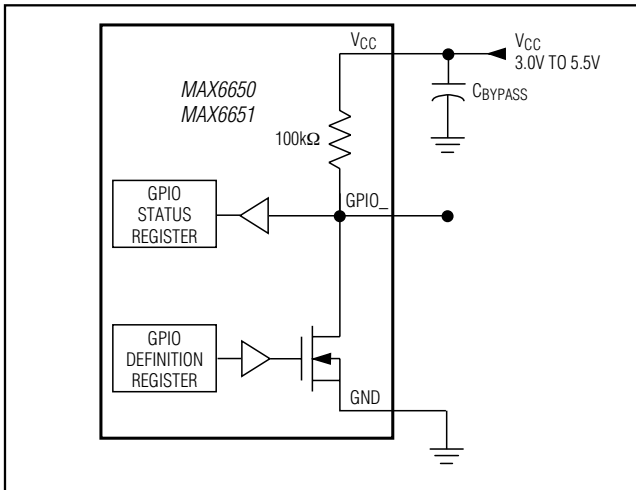 VCC
VCC
3.0V TO 5.5V
MAX6650
MAX6651
CBYPASS
100kΩ
GPIO
STATUS
REGISTER
GPIO_
GPIO
DEFINITION
REGISTER
GND